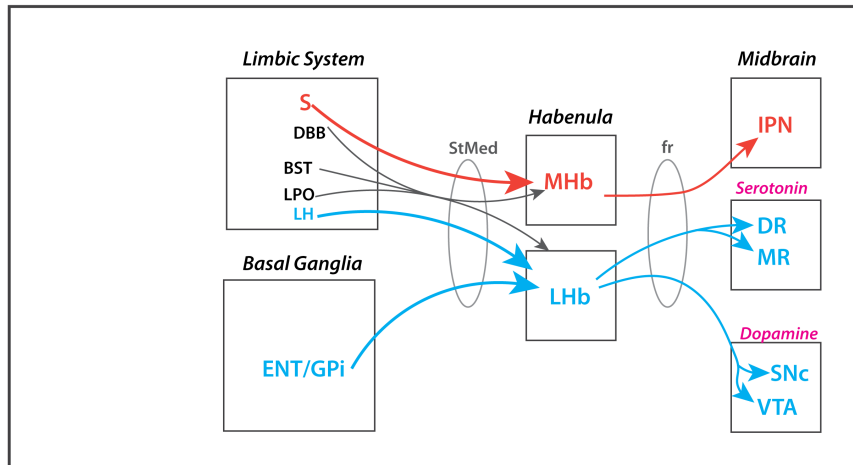 Limbic System
S
DBB
BST
LPO
LH
Basal Ganglia
ENT/GPi
StMed
Habenula
MHb
LHb
fr
Midbrain
IPN
Serotonin
DR
MR
Dopamine
SNc
VTA